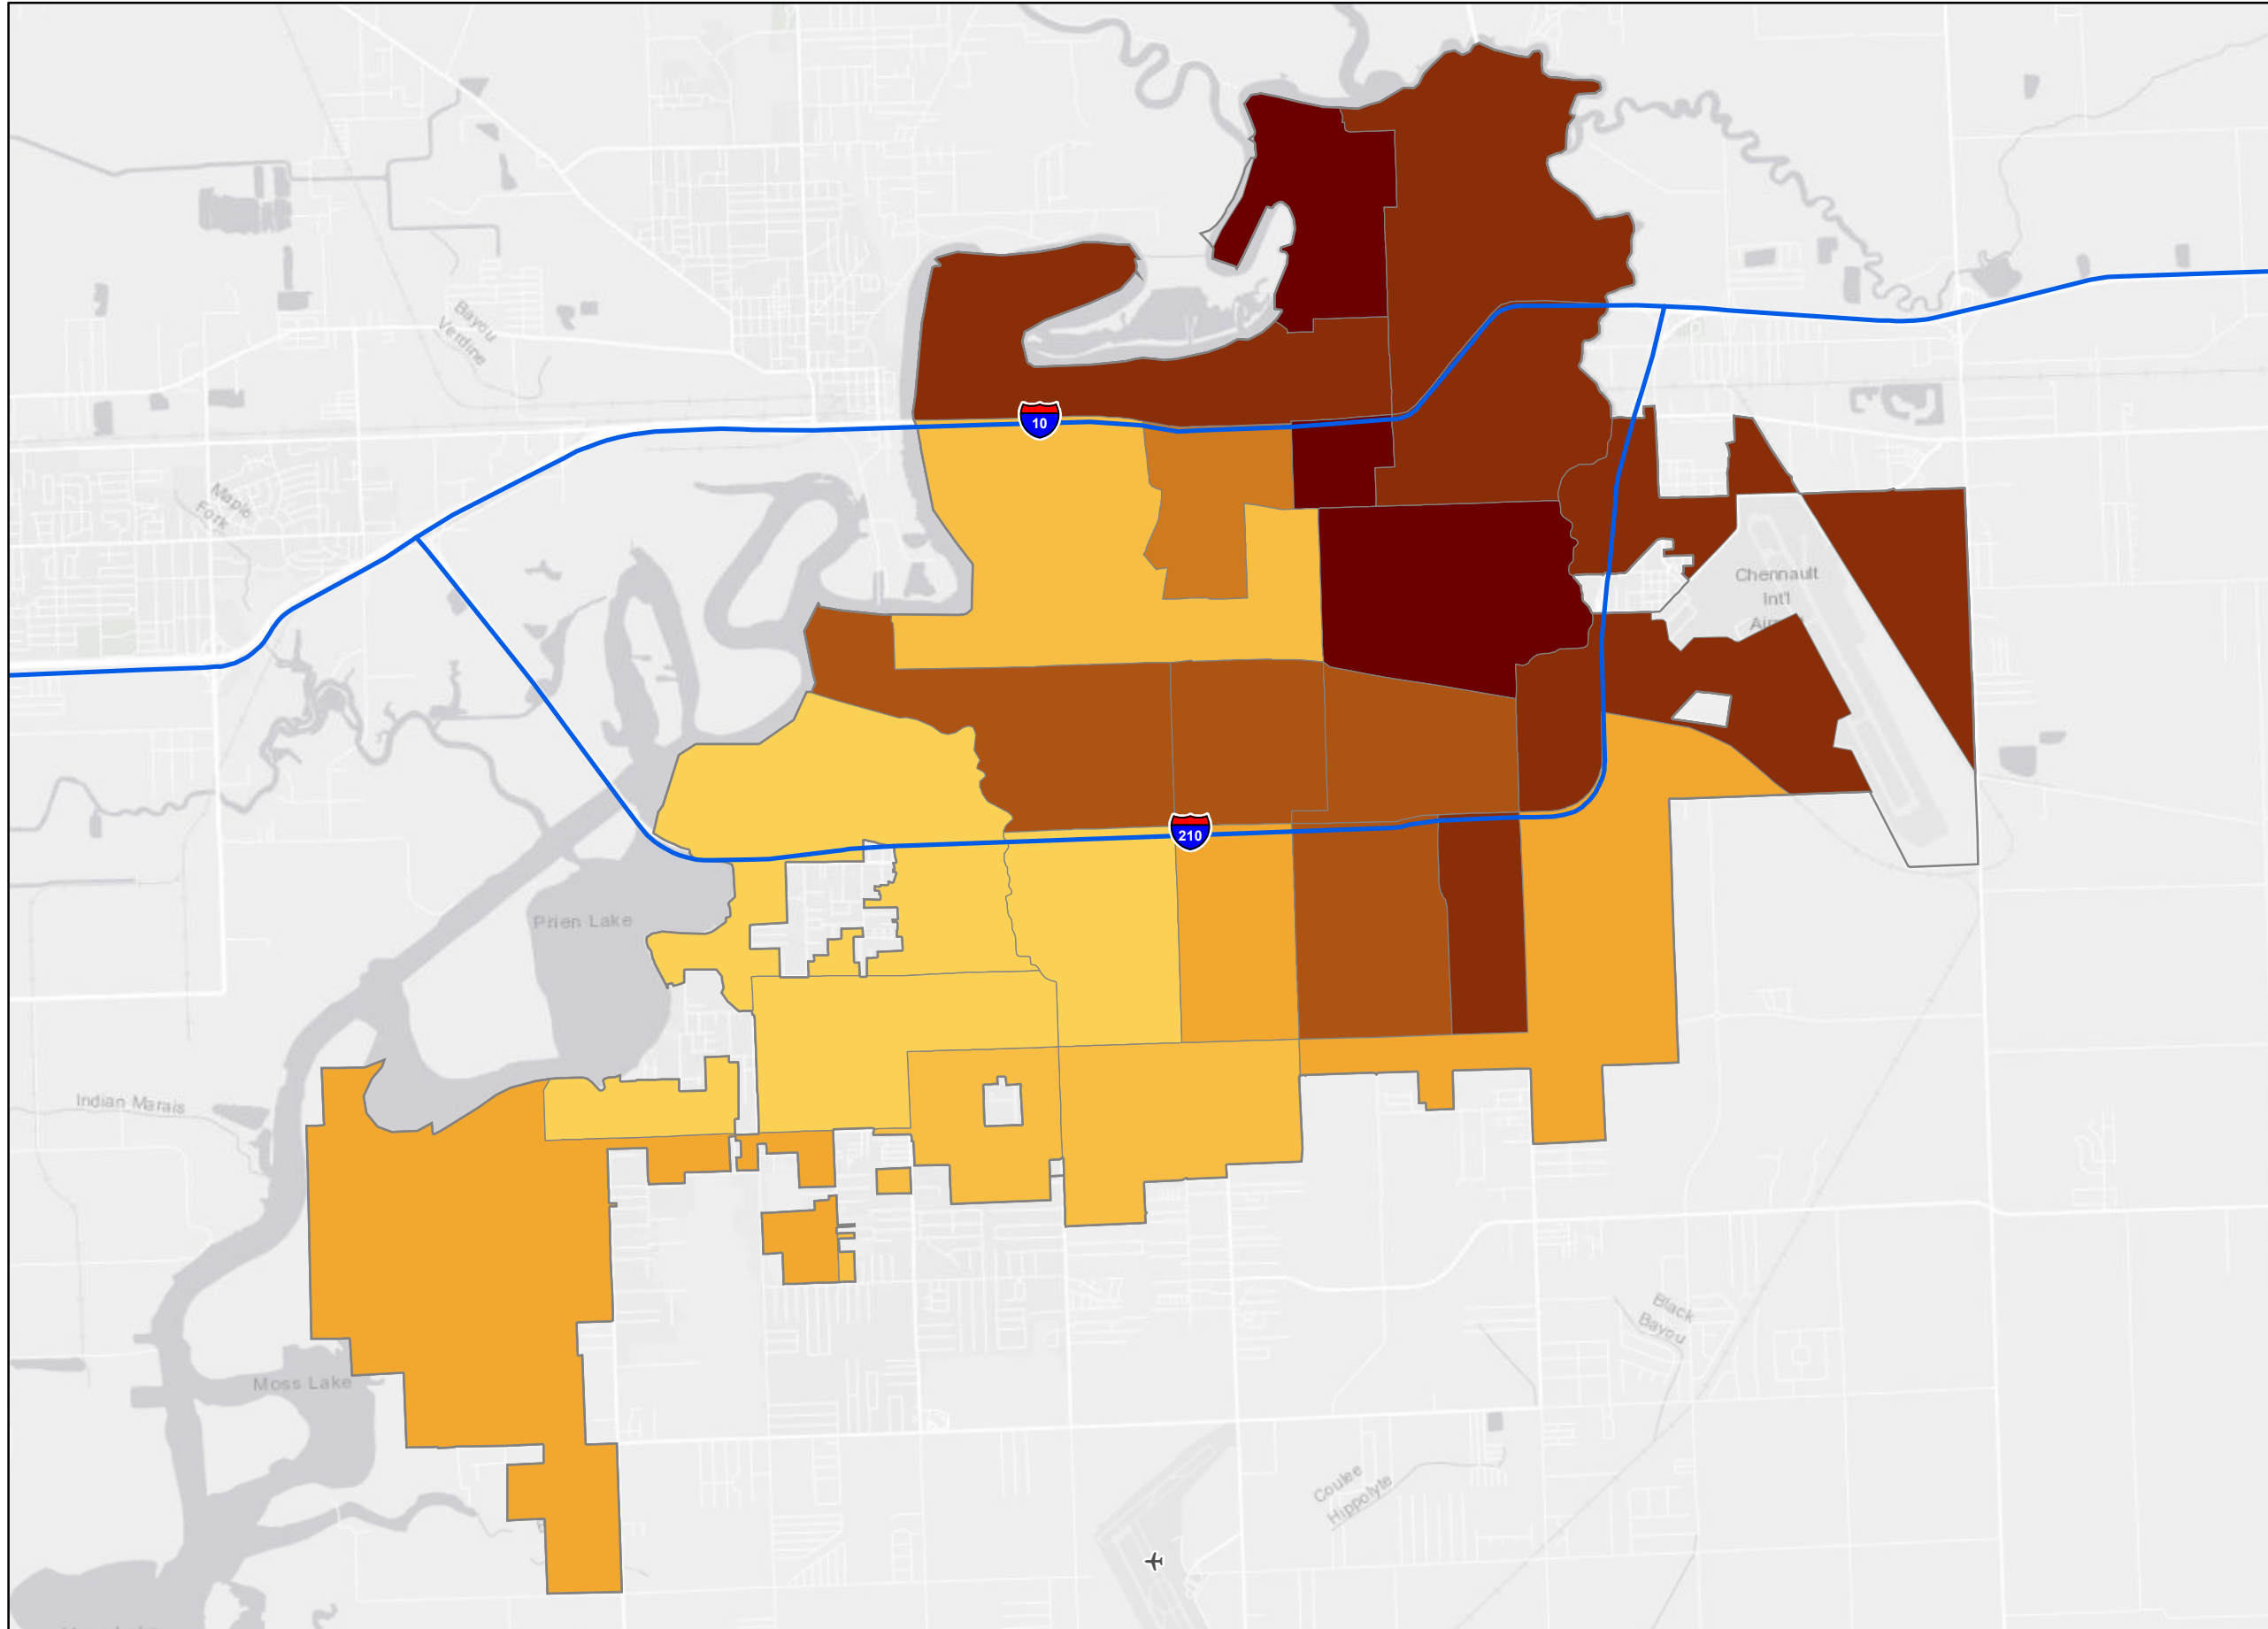 Bayou
Verdine
10
Maple
Fork
Chennault
Int'l
210
Prien Lake
Indian Marais
Black
Bayou
Moss Lake
Coulee
Hippolyte